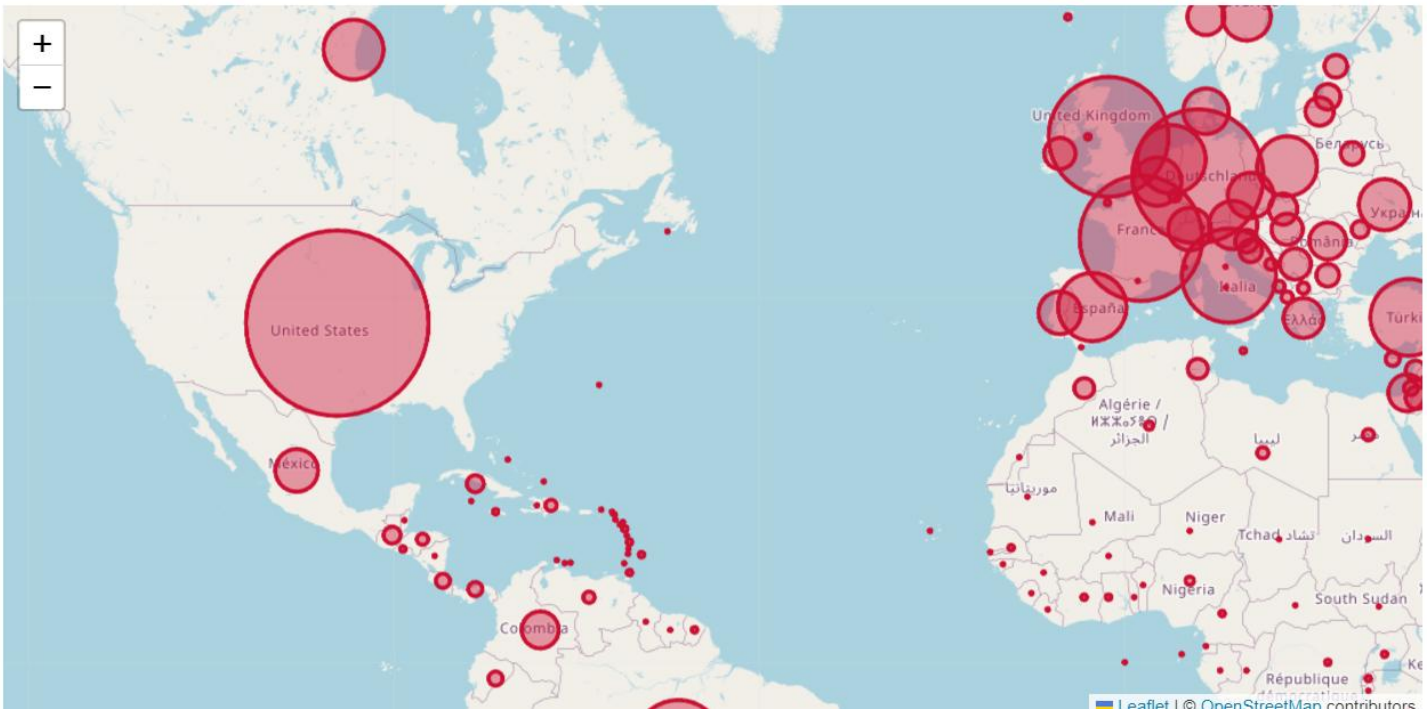 +
−
United Kingdom
Беларусь
Deutschland
Україна
France
România
Italia
España
Ελλάς
United States
México
Algérie /
ⵍⵣⵣⴰⵢⴻⵔ /
الجزائر
ليبيا
مصر
موريتانيا
Mali
Niger
Tchad تشاد
السودان
Nigeria
South Sudan
Colombia
République
démocratique
Leaflet | © OpenStreetMap contributors